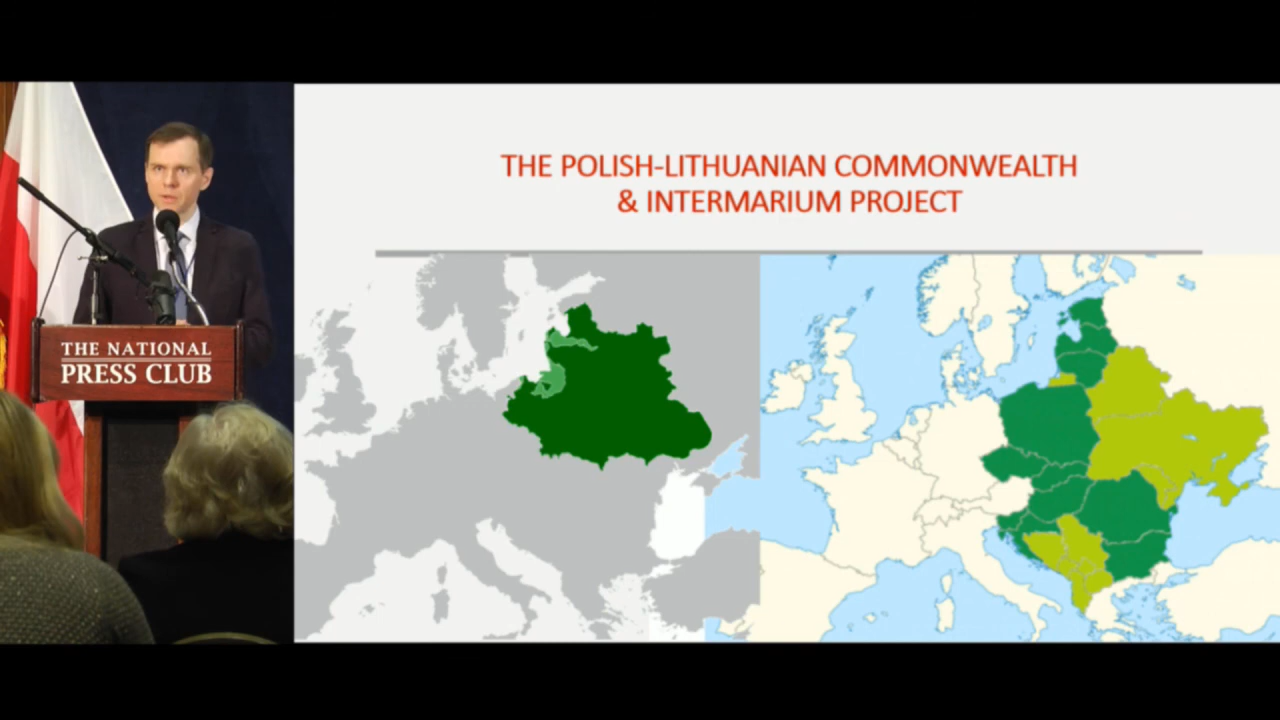 THE NATIONAL
PRESS CLUB
THE POLISH-LITHUANIAN COMMONWEALTH
& INTERMARIUM PROJECT